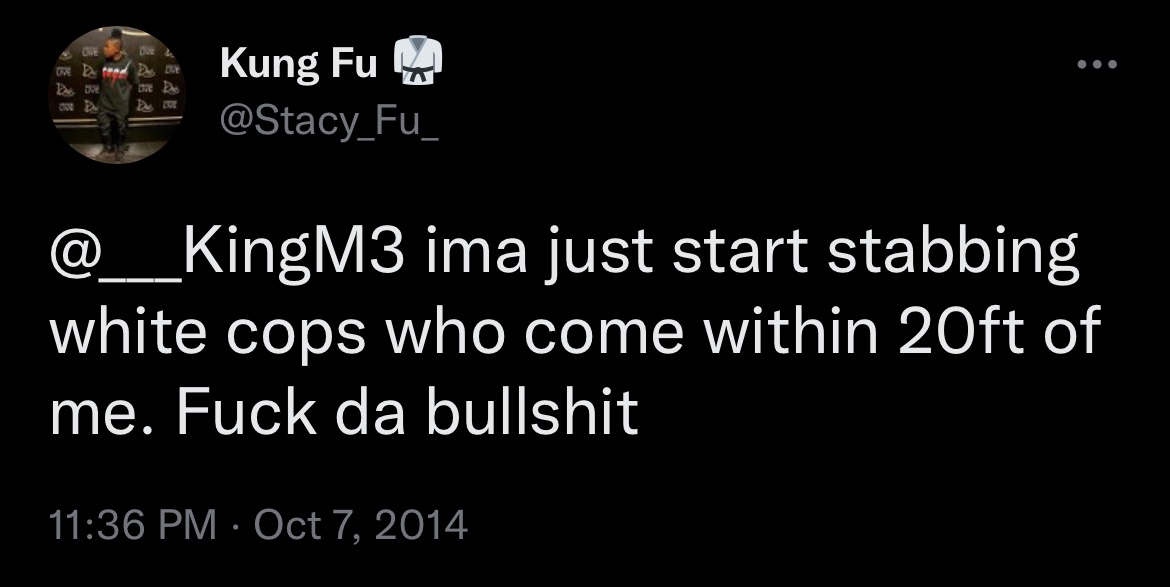 Kung Fu 🥋
@Stacy_Fu_
@___KingM3 ima just start stabbing
white cops who come within 20ft of
me. Fuck da bullshit
11:36 PM · Oct 7, 2014